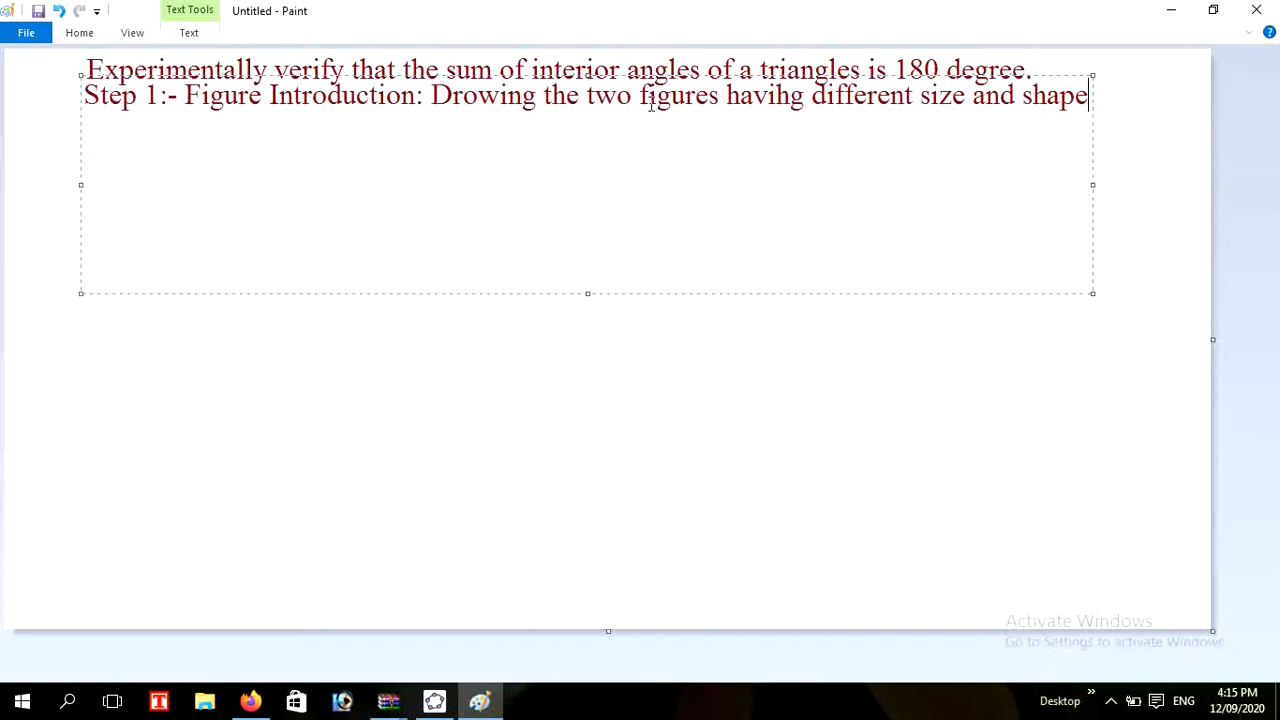 Text Tools
Untitled - Paint
File
Home
View
Text
Experimentally verify that the sum of interior angles of a triangles is 180 degree.
Step 1:- Figure Introduction: Drowing the two figures havihg different size and shape
Activate Windows
Go to Settings to activate Windows
Desktop
ENG
4:15 PM
12/09/2020